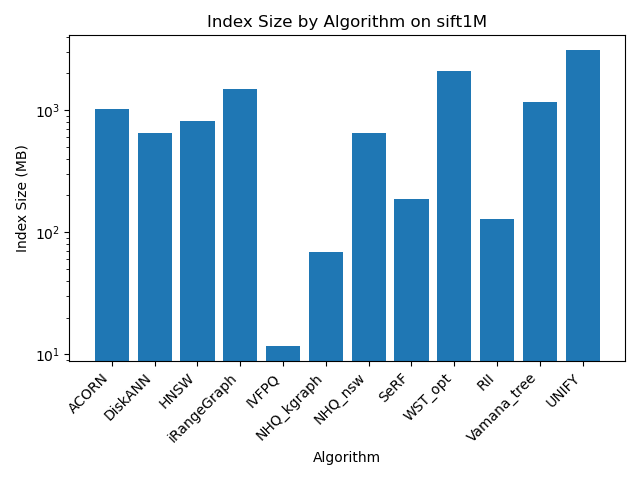 Index Size by Algorithm on sift1M
Index Size (MB)
10³
10²
10¹
ACORN
DiskANN
HNSW
iRangeGraph
IVFPQ
NHQ_kgraph
NHQ_nsw
SeRF
WST_opt
RII
Vamana_tree
UNIFY
Algorithm